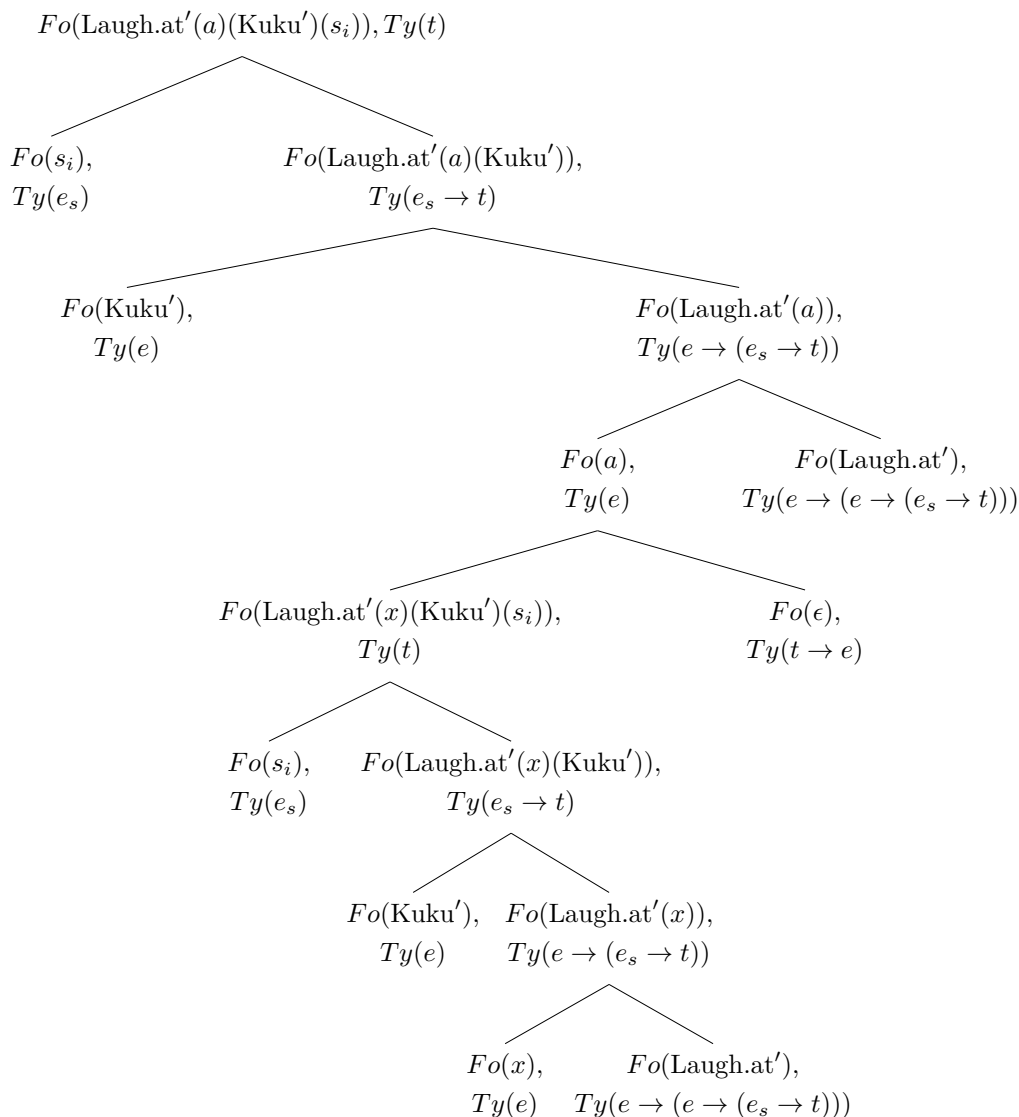 Fo(Laugh.at′(a)(Kuku′)(s_i)), Ty(t)
Fo(s_i), Fo(Laugh.at′(a)(Kuku′)),
Ty(e_s) Ty(e_s → t)
Fo(Kuku′), Fo(Laugh.at′(a)),
Ty(e) Ty(e → (e_s → t))
Fo(a), Fo(Laugh.at′),
Ty(e) Ty(e → (e → (e_s → t)))
Fo(Laugh.at′(x)(Kuku′)(s_i)), Fo(ϵ),
Ty(t) Ty(t → e)
Fo(s_i), Fo(Laugh.at′(x)(Kuku′)),
Ty(e_s) Ty(e_s → t)
Fo(Kuku′), Fo(Laugh.at′(x)),
Ty(e) Ty(e → (e_s → t))
Fo(x), Fo(Laugh.at′),
Ty(e) Ty(e → (e → (e_s → t)))